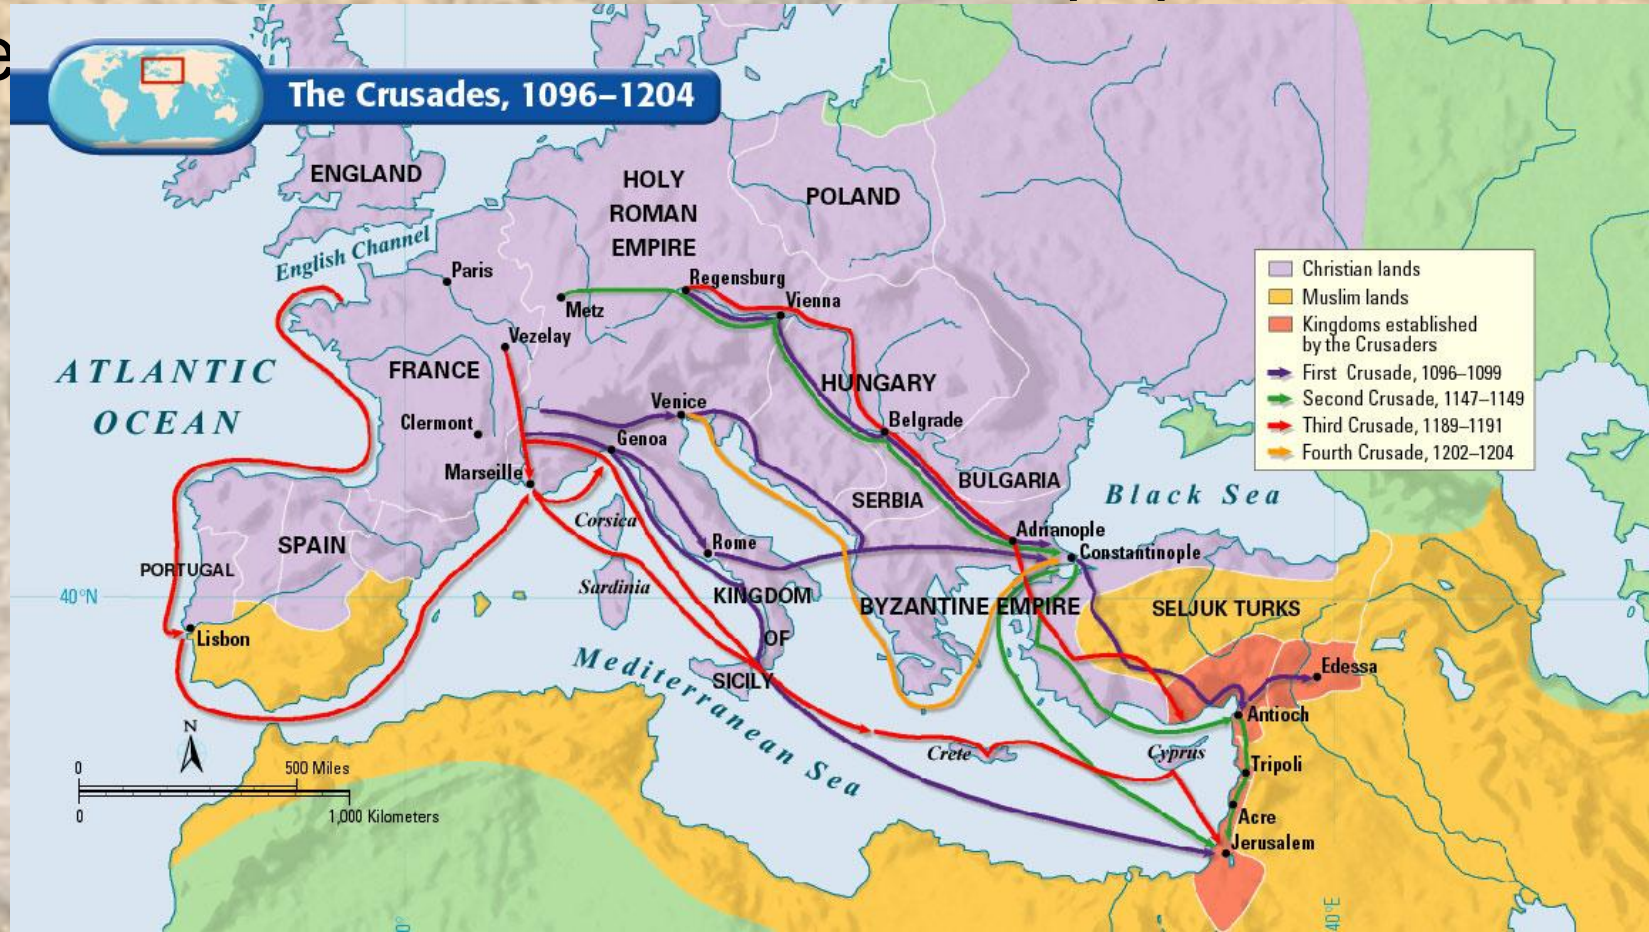 e
The Crusades, 1096–1204
ENGLAND
HOLY
ROMAN
EMPIRE
POLAND
English Channel
Paris
Regensburg
Metz
Vienna
Vezelay
ATLANTIC
OCEAN
FRANCE
HUNGARY
Venice
Clermont
Genoa
Belgrade
Marseille
Christian lands
Muslim lands
Kingdoms established
by the Crusaders
First Crusade, 1096–1099
Second Crusade, 1147–1149
Third Crusade, 1189–1191
Fourth Crusade, 1202–1204
BULGARIA
Black Sea
SERBIA
Corsica
Adrianople
SPAIN
Rome
Constantinople
PORTUGAL
Sardinia
40°N
KINGDOM
OF
SICILY
BYZANTINE EMPIRE
SELJUK TURKS
Lisbon
Mediterranean Sea
Edessa
Antioch
N
Crete
Cyprus
Tripoli
0 500 Miles
0 1,000 Kilometers
Acre
Jerusalem
0°
40°E